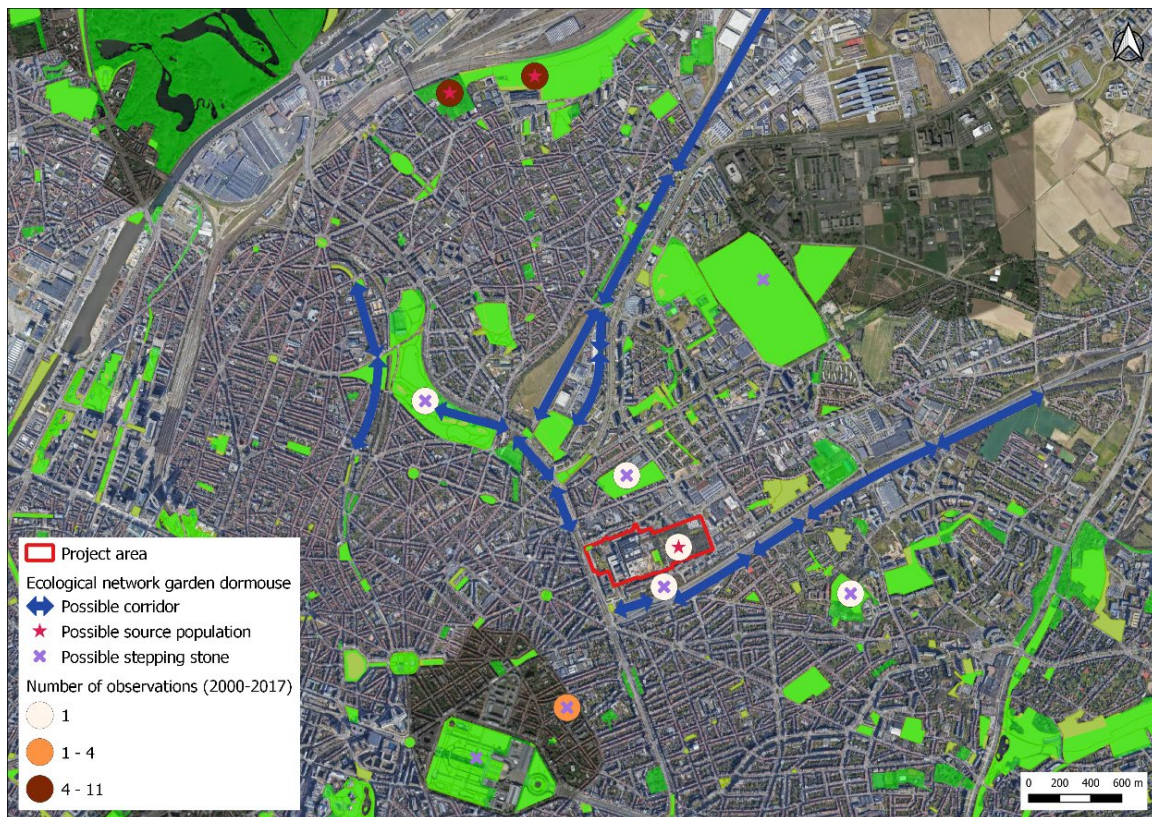 Project area
Ecological network garden dormouse
Possible corridor
Possible source population
Possible stepping stone
Number of observations (2000-2017)
1
1 - 4
4 - 11
0 200 400 600 m